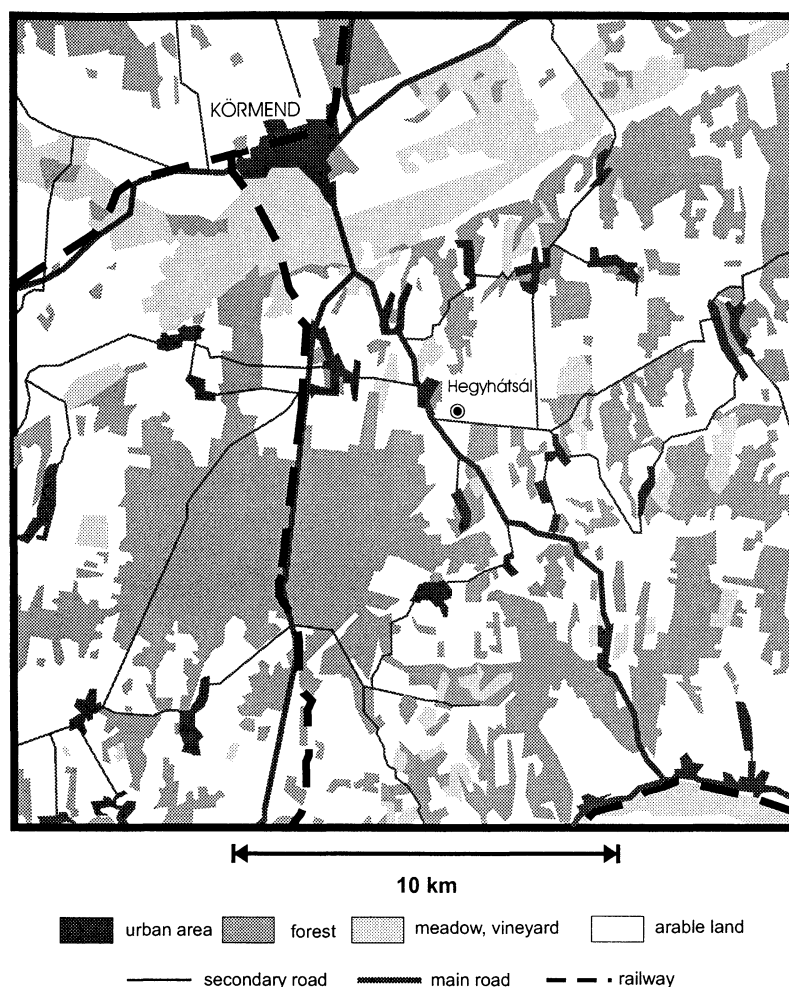 KÖRMEND
Hegyhátsál
10 km
urban area forest meadow, vineyard arable land
secondary road main road railway